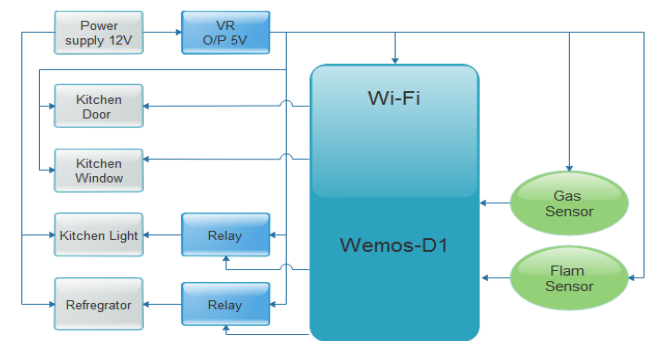 Power
supply 12V
VR
O/P 5V
Kitchen
Door
Wi-Fi
Kitchen
Window
Gas
Sensor
Kitchen Light
Relay
Wemos-D1
Flam
Sensor
Refregrator
Relay